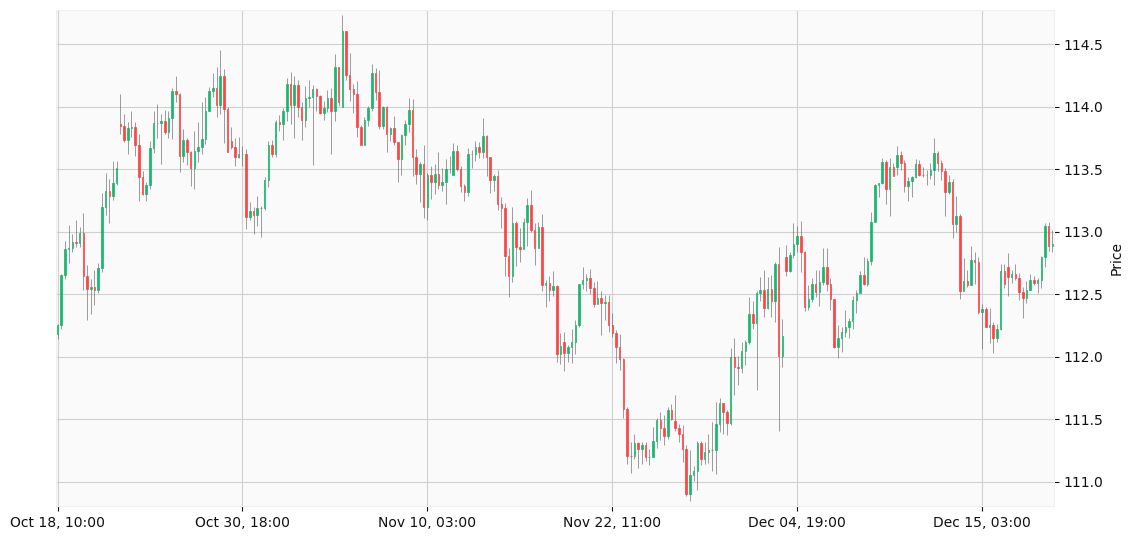 114.5
114.0
113.5
113.0
112.5
112.0
111.5
111.0
Price
Oct 18, 10:00
Oct 30, 18:00
Nov 10, 03:00
Nov 22, 11:00
Dec 04, 19:00
Dec 15, 03:00